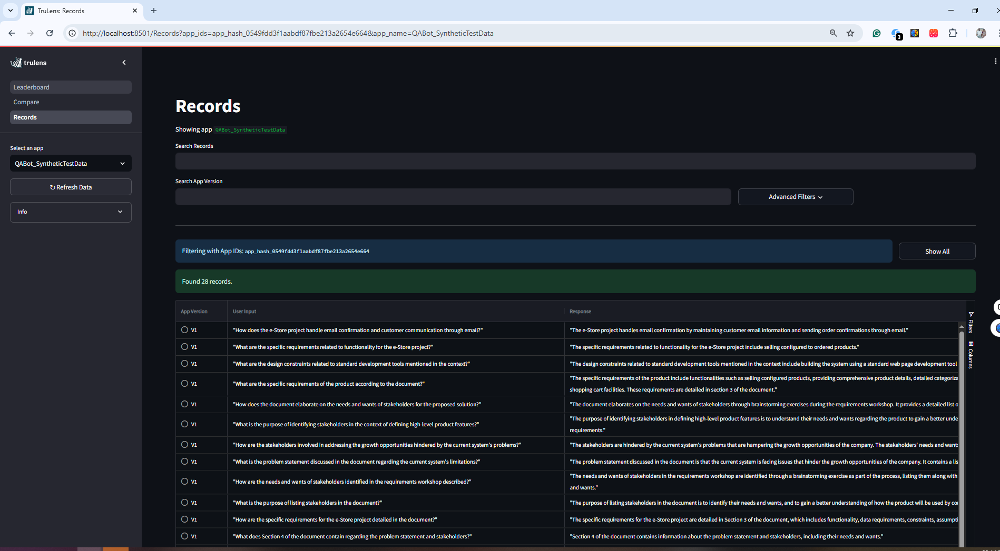 TruLens: Records
http://localhost:8501/Records?app_ids=app_hash_0549fdd3f1aabdf87fbe213a2654e664&app_name=QABot_SyntheticTestData
3
trulens
Leaderboard
Compare
Records
Select an app
QABot_SyntheticTestData
Refresh Data
Info
Records
Showing app QABot_SyntheticTestData
Search Records
Search App Version
Advanced Filters
Filtering with App IDs: app_hash_0549fdd3f1aabdf87fbe213a2654e664
Show All
Found 28 records.
App Version User Input Response
V1 "How does the e-Store project handle email confirmation and customer communication through email?" "The e-Store project handles email confirmation by maintaining customer email information and sending order confirmations through email."
V1 "What are the specific requirements related to functionality for the e-Store project?" "The specific requirements related to functionality for the e-Store project include selling configured to ordered products."
V1 "What are the design constraints related to standard development tools mentioned in the context?" "The design constraints related to standard development tools mentioned in the context include building the system using a standard web page development tool
V1 "What are the specific requirements of the product according to the document?" "The specific requirements of the product include functionalities such as selling configured products, providing comprehensive product details, detailed categoriza
shopping cart facilities. These requirements are detailed in section 3 of the document."
V1 "How does the document elaborate on the needs and wants of stakeholders for the proposed solution?" "The document elaborates on the needs and wants of stakeholders through brainstorming exercises during the requirements workshop. It provides a detailed list o
V1 "What is the purpose of identifying stakeholders in the context of defining high-level product features?" "The purpose of identifying stakeholders in defining high-level product features is to understand their needs and wants regarding the product to gain a better unde
requirements."
V1 "How are the stakeholders involved in addressing the growth opportunities hindered by the current system's problems?" "The stakeholders are hindered by the current system's problems that are hampering the growth opportunities of the company. The stakeholders' needs and wants
V1 "What is the problem statement discussed in the document regarding the current system's limitations?" "The problem statement discussed in the document is that the current system is facing issues that hinder the growth opportunities of the company. It contains a lis
V1 "How are the needs and wants of stakeholders identified in the requirements workshop described?" "The needs and wants of stakeholders in the requirements workshop are identified through a brainstorming exercise as part of the process, listing them along with
and wants."
V1 "What is the purpose of listing stakeholders in the document?" "The purpose of listing stakeholders in the document is to identify their needs and wants, and to gain a better understanding of how the product will be used by co
V1 "How are the specific requirements for the e-Store project detailed in the document?" "The specific requirements for the e-Store project are detailed in Section 3 of the document, which includes functionality, data requirements, constraints, assumpti
V1 "What does Section 4 of the document contain regarding the problem statement and stakeholders?" "Section 4 of the document contains information about the problem statement and stakeholders, including their needs and wants."
Filters
Columns